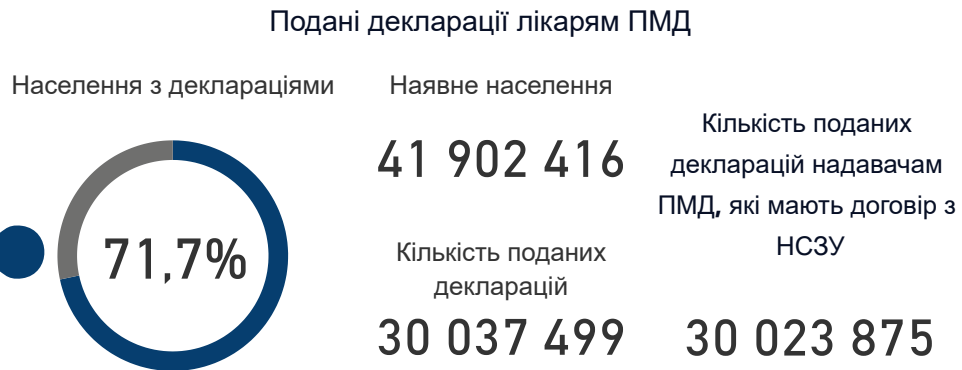 Подані декларації лікарям ПМД
Населення з деклараціями
71,7%
Наявне населення
41 902 416
Кількість поданих
декларацій
30 037 499
Кількість поданих
декларацій надавачам
ПМД, які мають договір з
НСЗУ
30 023 875